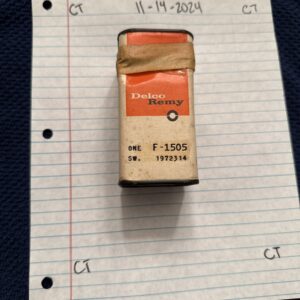 CT 11-14-2024 CT
Delco
Remy
ONE F-1505
SW. 1972314
CT CT